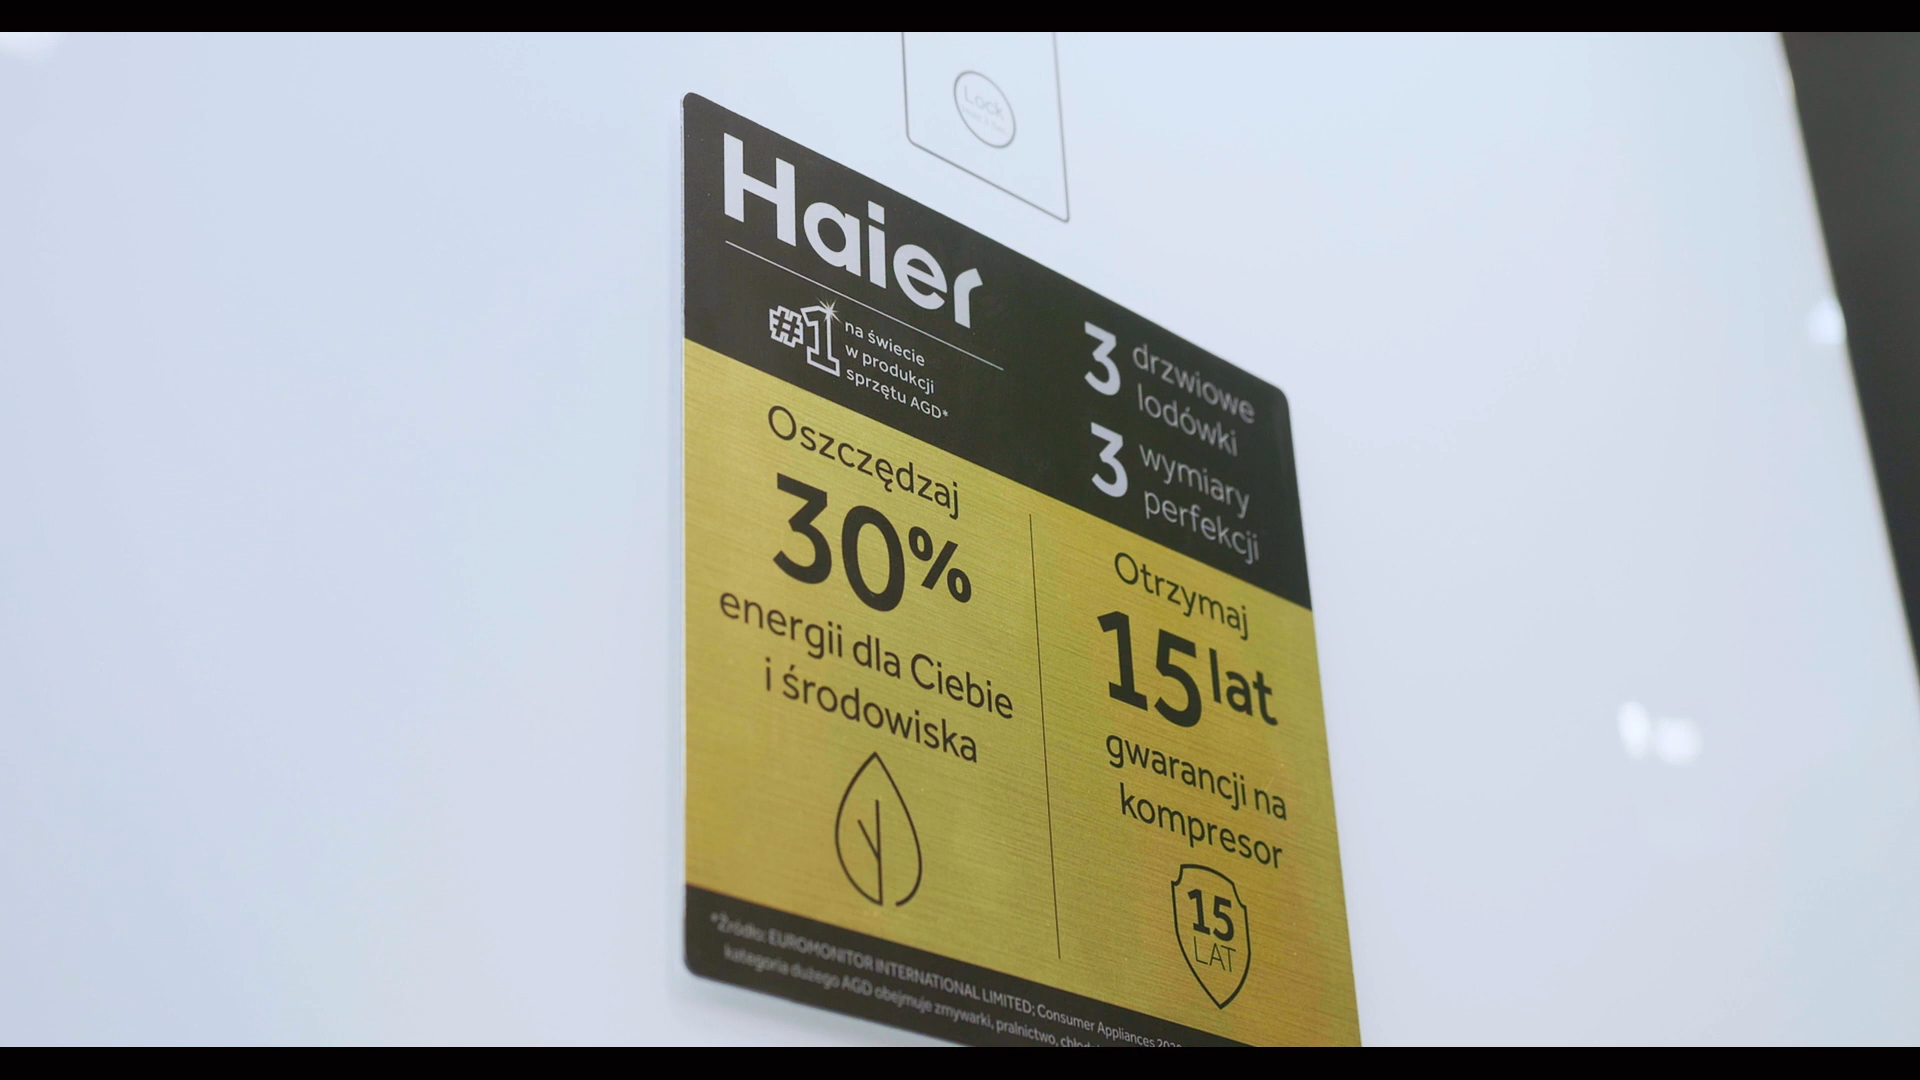 Lock
Haier
#1
na świecie
w produkcji
sprzętu AGD*
3 drzwiowe
lodówki
3 wymiary
perfekcji
Oszczędzaj
30%
energii dla Ciebie
i środowiska
Otrzymaj
15 lat
gwarancji na
kompresor
15
LAT
*Źródło: EUROMONITOR INTERNATIONAL LIMITED; Consumer Appliances
kategoria dużego AGD obejmuje zmywarki, pralnictwo,